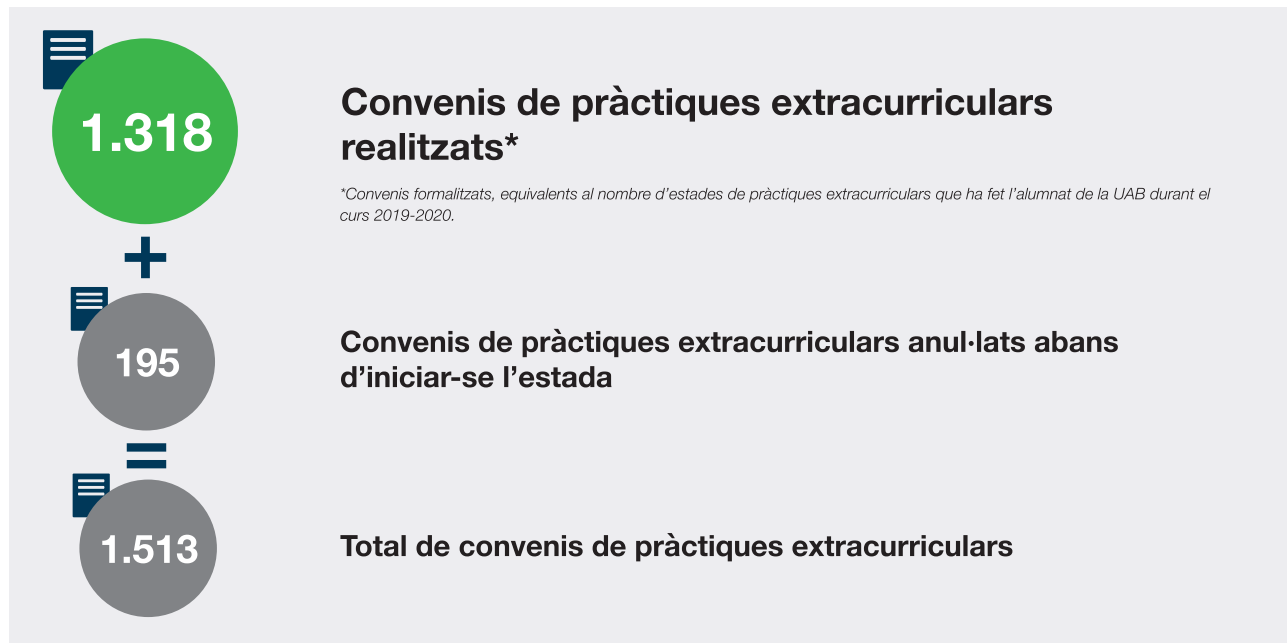 1.318
Convenis de pràctiques extracurriculars
realitzats*
*Convenis formalitzats, equivalents al nombre d’estades de pràctiques extracurriculars que ha fet l’alumnat de la UAB durant el
curs 2019-2020.
+
195
Convenis de pràctiques extracurriculars anul·lats abans
d’iniciar-se l’estada
=
1.513
Total de convenis de pràctiques extracurriculars